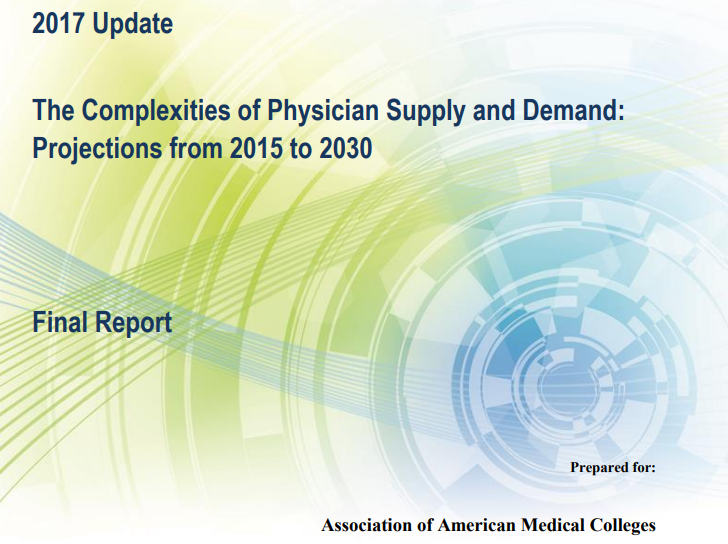 2017 Update
The Complexities of Physician Supply and Demand:
Projections from 2015 to 2030
Final Report
Prepared for:
Association of American Medical Colleges